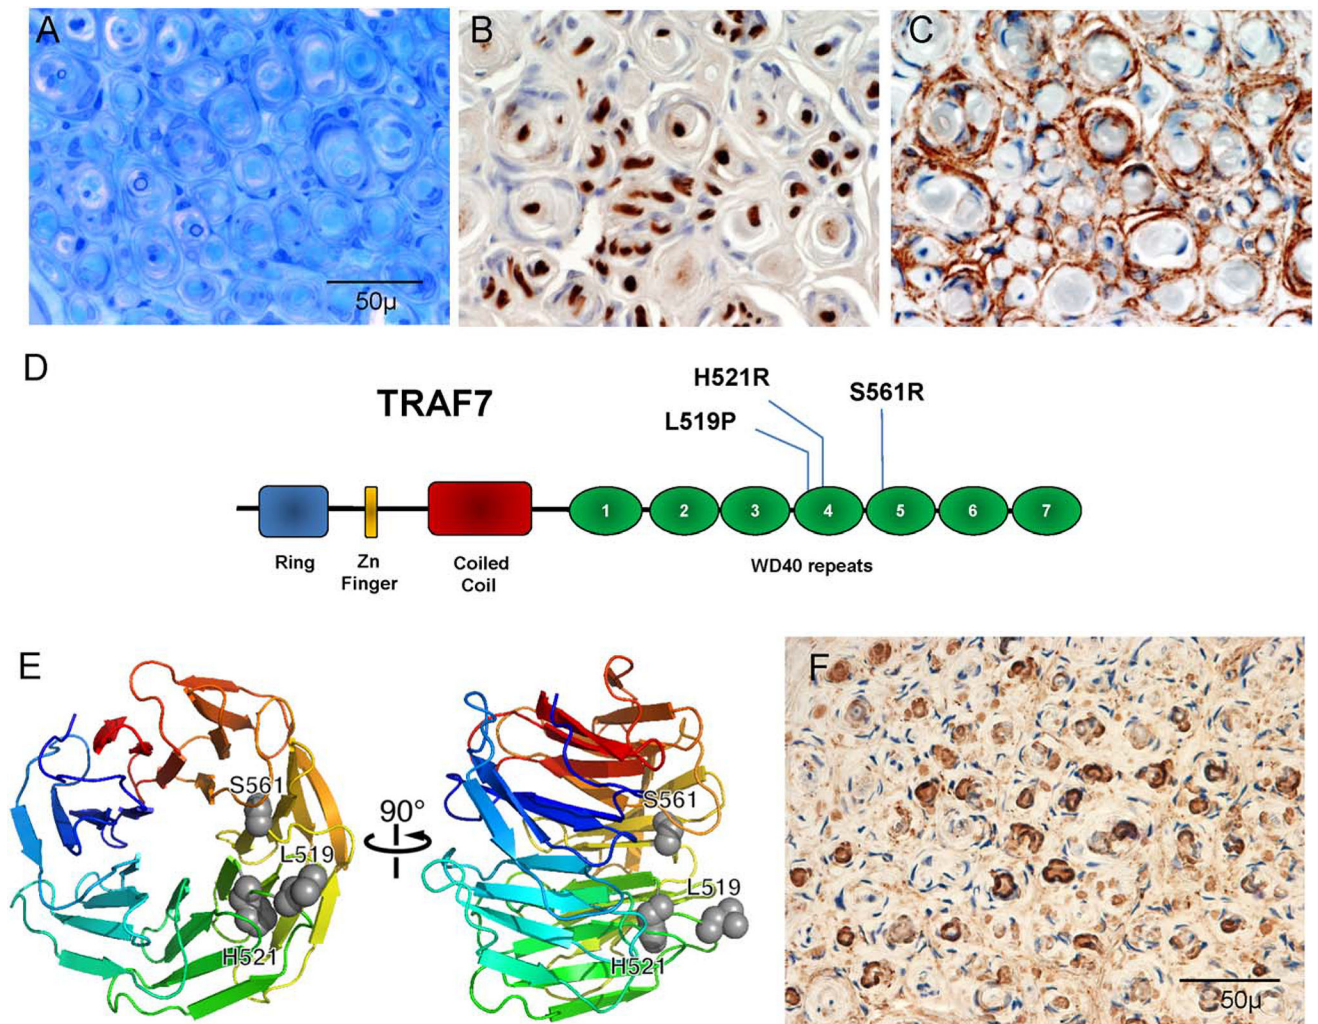 A
B
C
50µ
D
TRAF7
H521R
S561R
L519P
1 2 3 4 5 6 7
Ring
Zn
Finger
Coiled
Coil
WD40 repeats
E
S561
L519
H521
90°
S561
L519
H521
F
50µ